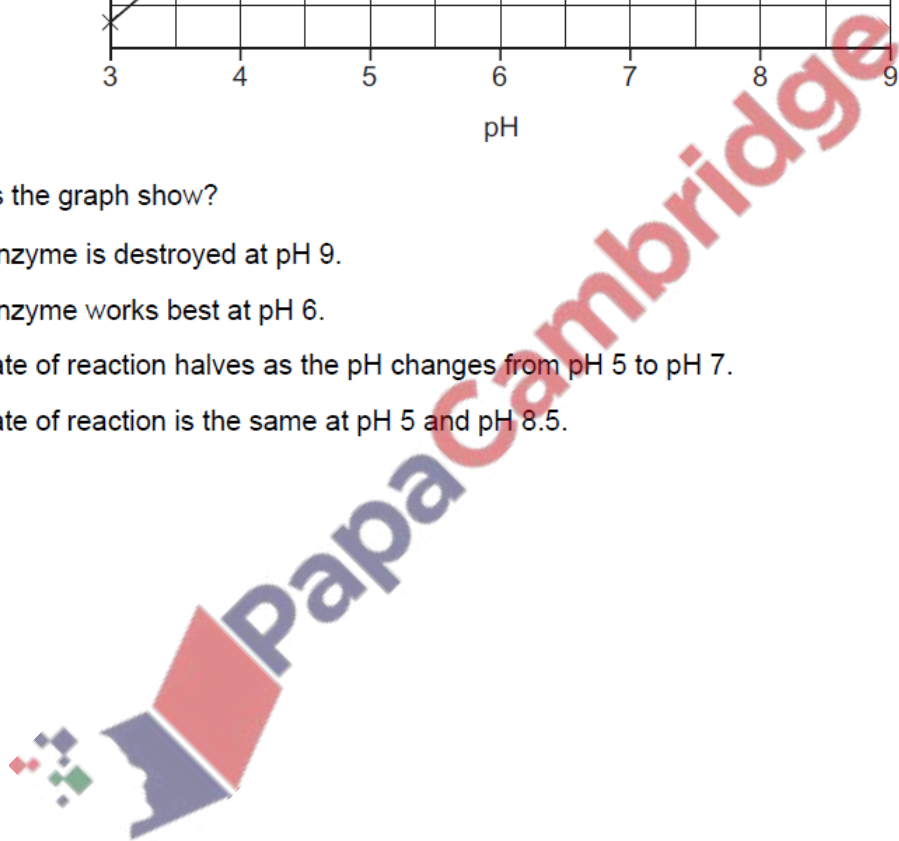 3 4 5 6 7 8 9
pH
s the graph show?
nzyme is destroyed at pH 9.
nzyme works best at pH 6.
ate of reaction halves as the pH changes from pH 5 to pH 7.
ate of reaction is the same at pH 5 and pH 8.5.
PapaCambridge